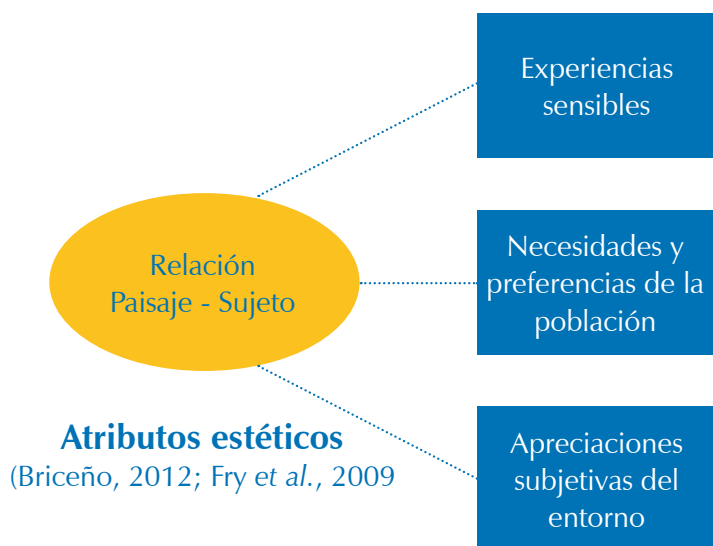 Experiencias
sensibles
Relación
Paisaje - Sujeto
Necesidades y
preferencias de la
población
Atributos estéticos
(Briceño, 2012; Fry et al., 2009
Apreciaciones
subjetivas del
entorno